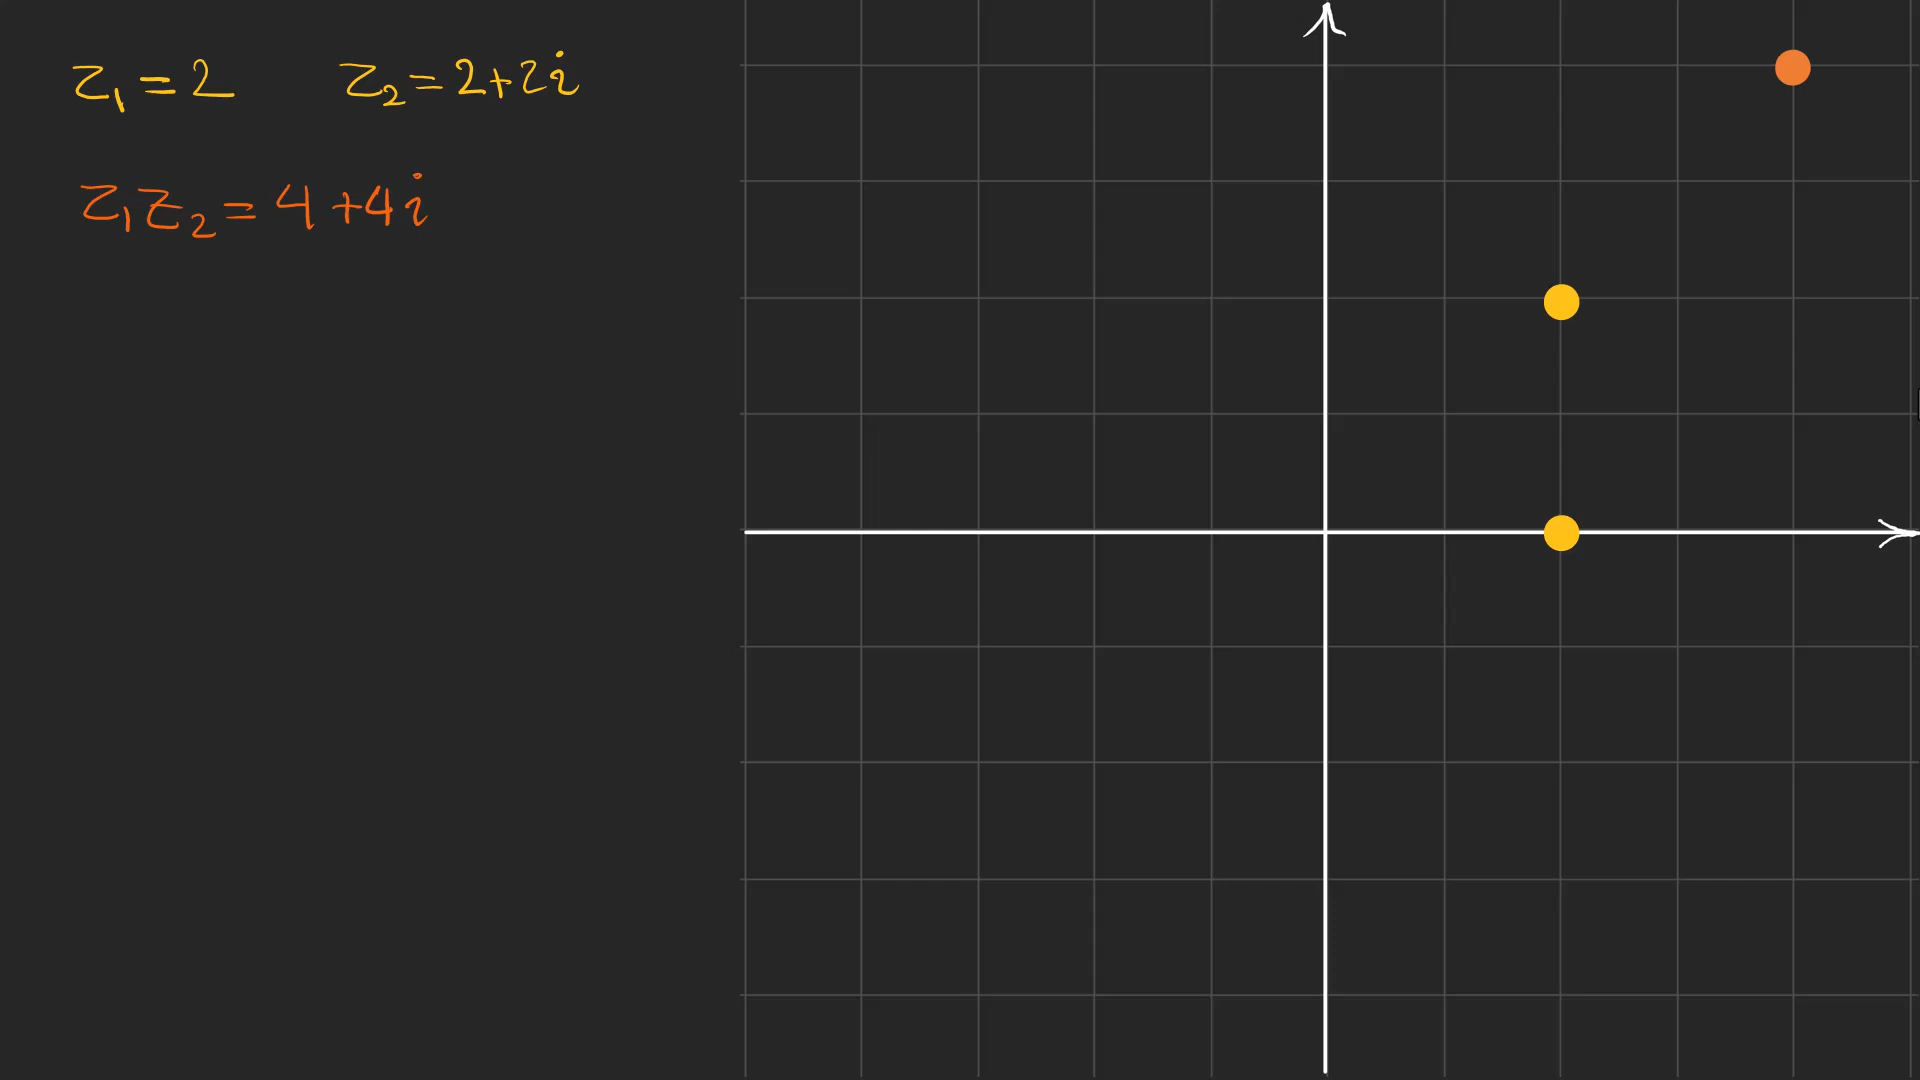 z₁ = 2 z₂ = 2+2i
z₁z₂ = 4+4i